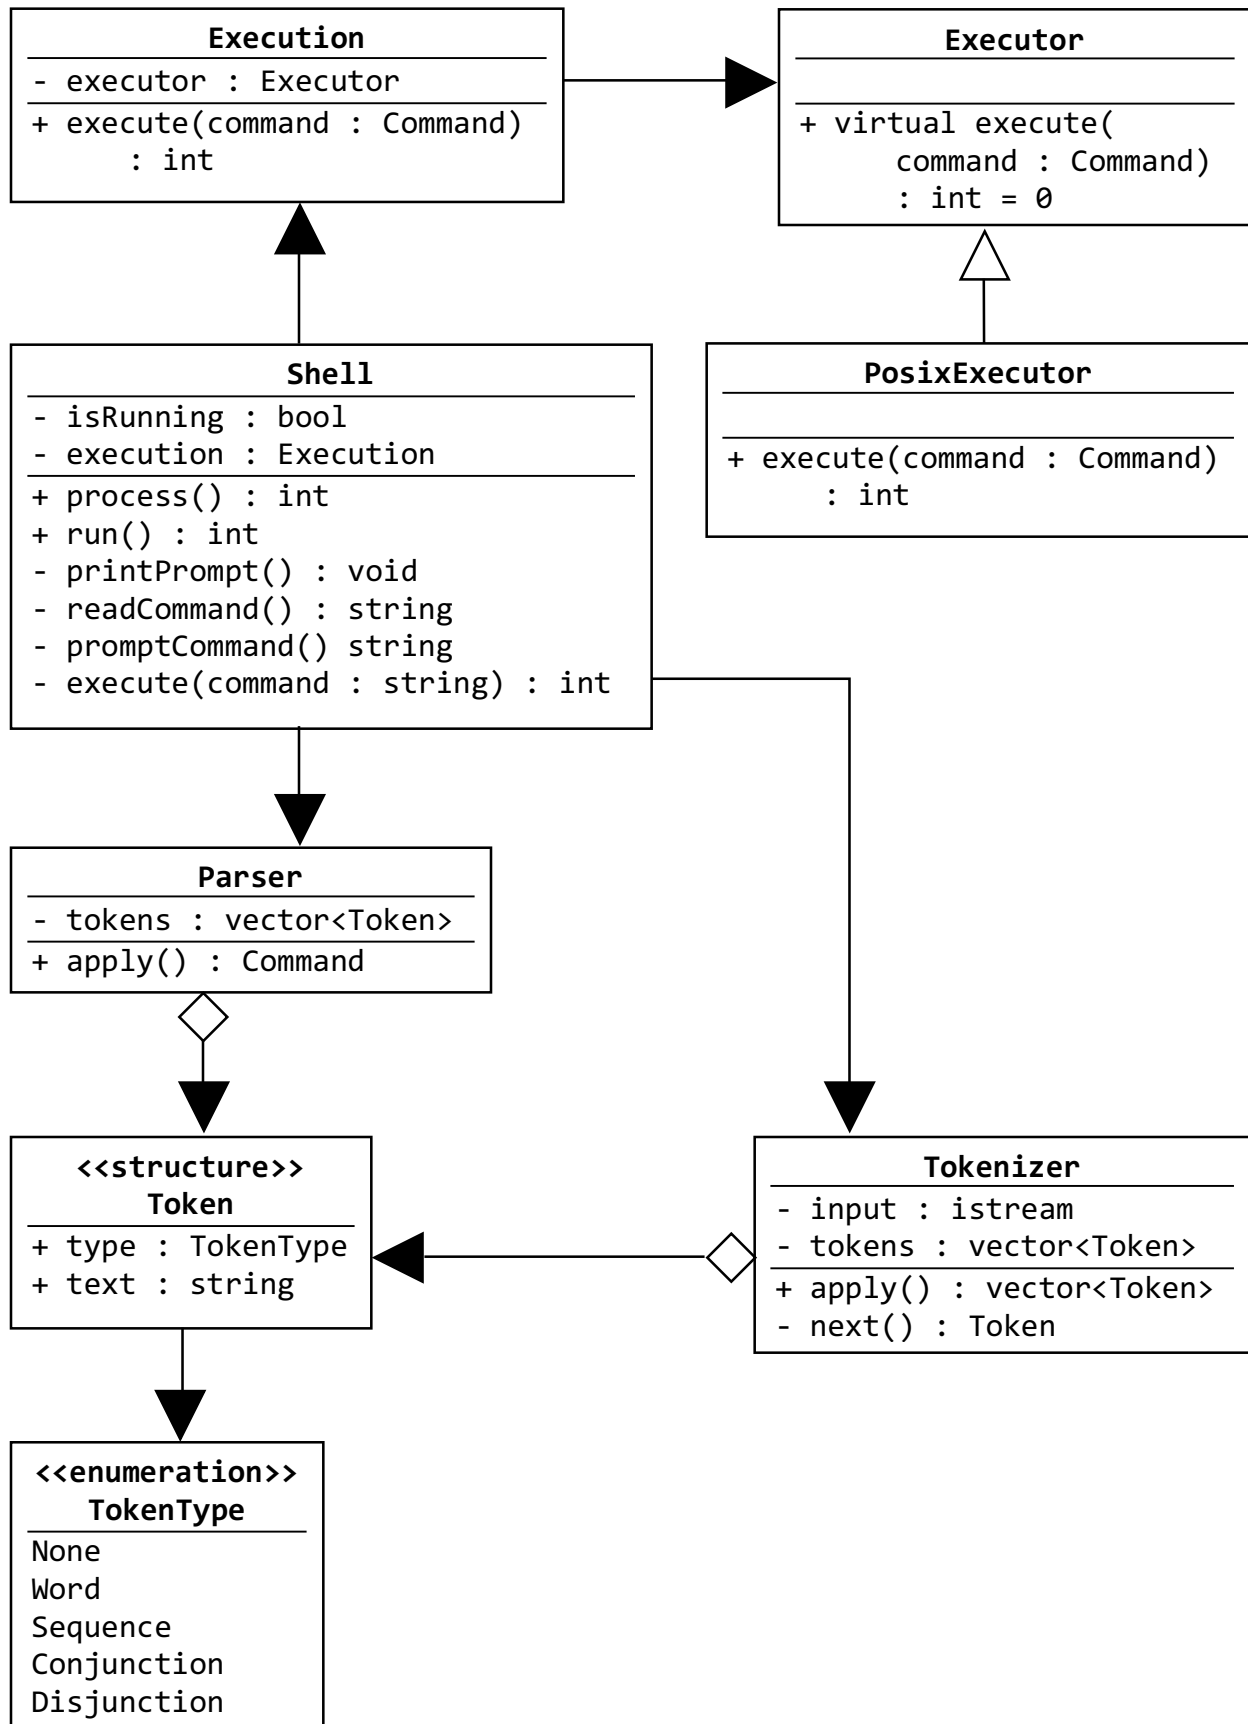 Execution
- executor : Executor
+ execute(command : Command)
: int
Executor
+ virtual execute(
command : Command)
: int = 0
Shell
- isRunning : bool
- execution : Execution
+ process() : int
+ run() : int
- printPrompt() : void
- readCommand() : string
- promptCommand() string
- execute(command : string) : int
PosixExecutor
+ execute(command : Command)
: int
Parser
- tokens : vector<Token>
+ apply() : Command
<<structure>>
Token
+ type : TokenType
+ text : string
Tokenizer
- input : istream
- tokens : vector<Token>
+ apply() : vector<Token>
- next() : Token
<<enumeration>>
TokenType
None
Word
Sequence
Conjunction
Disjunction